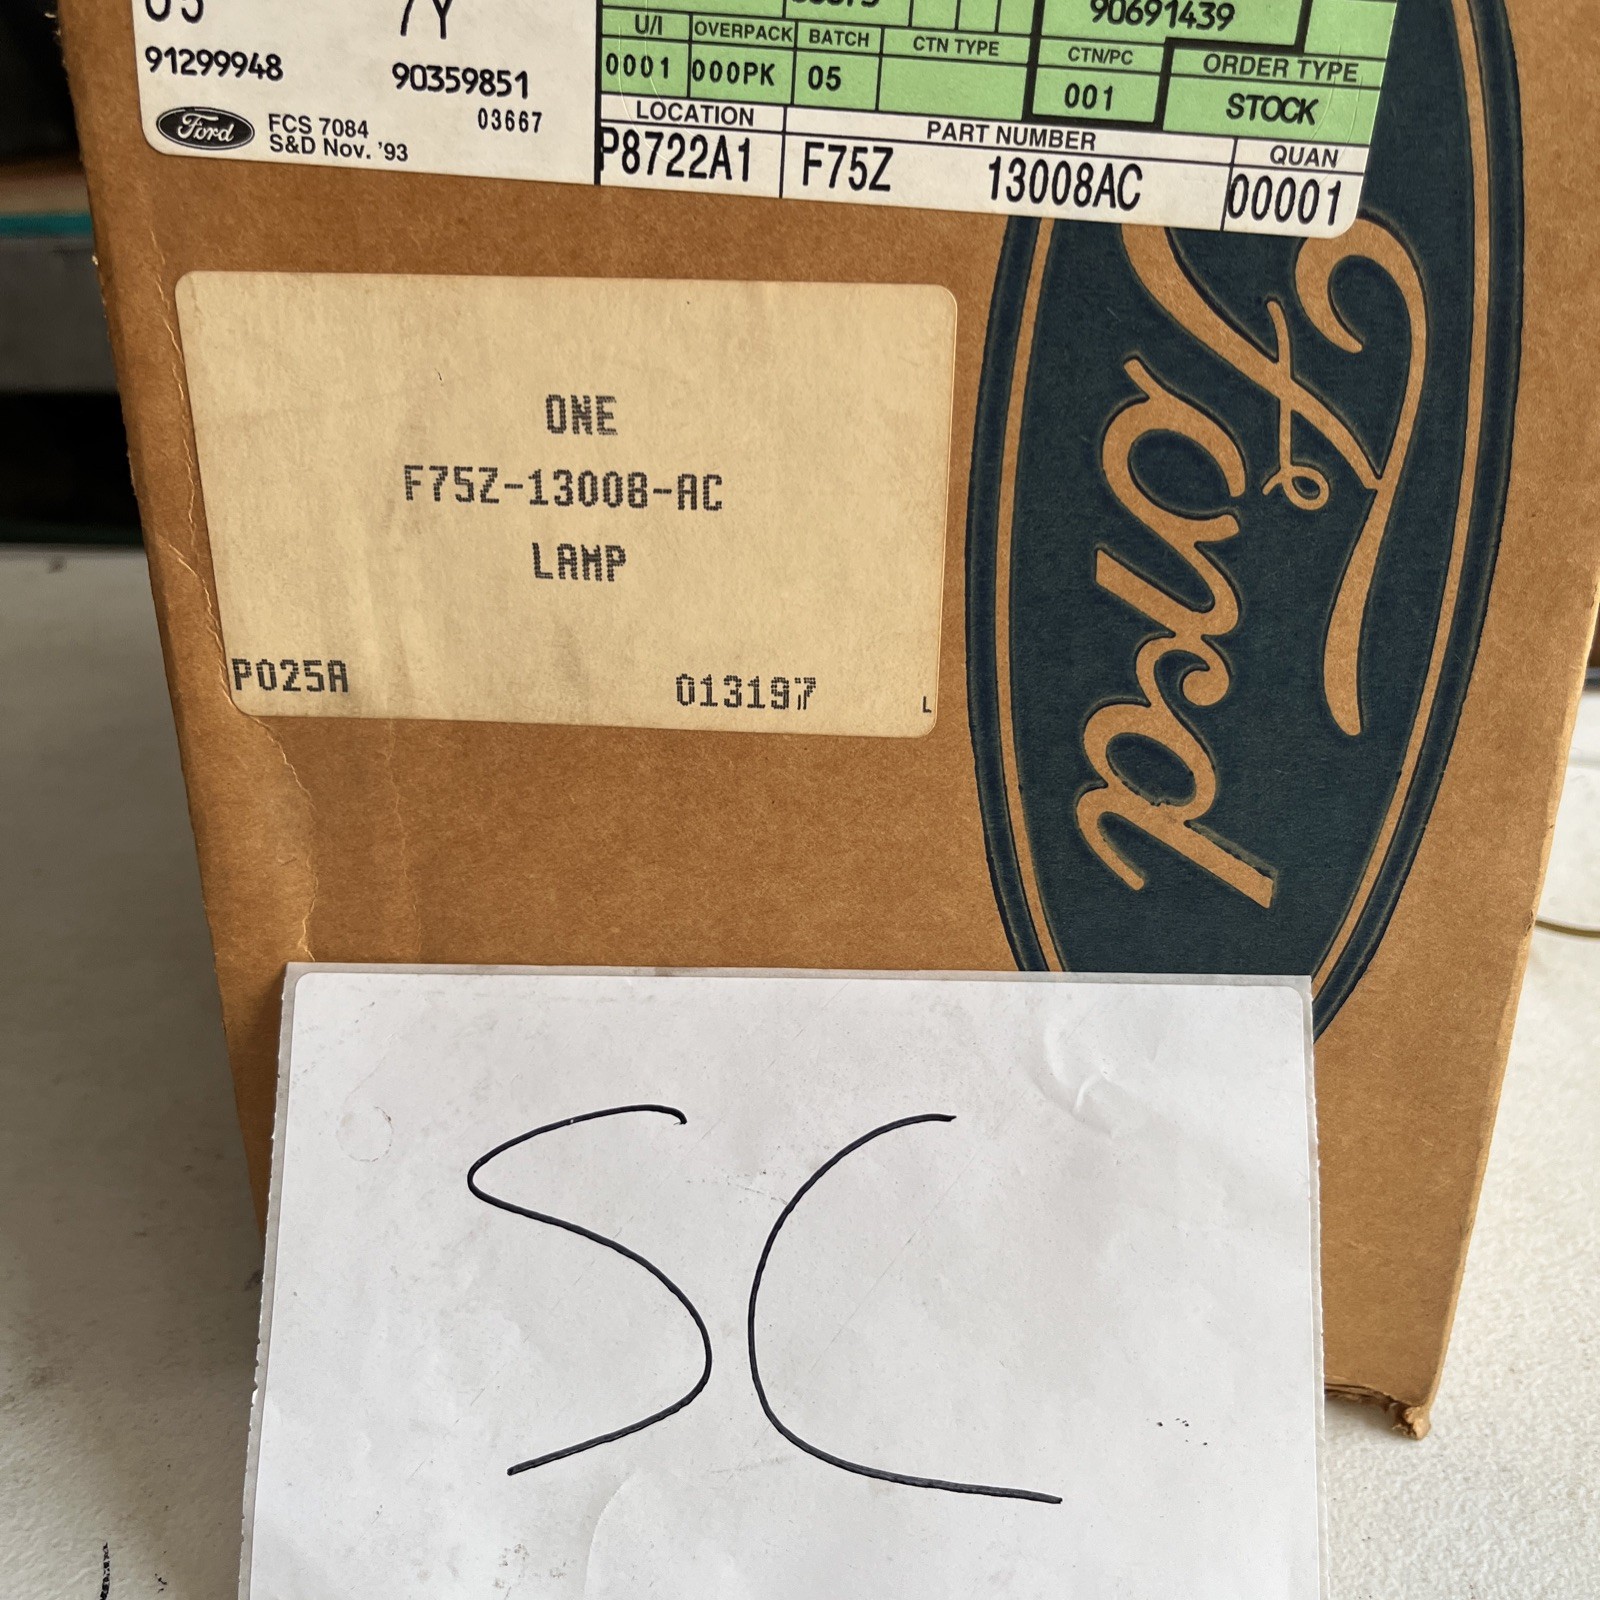 7Y
91299948 90359851
Ford FCS 7084 03667
S&D Nov. '93
90691439
U/I OVERPACK BATCH CTN TYPE CTN/PC ORDER TYPE
0001 000PK 05 001 STOCK
LOCATION PART NUMBER QUAN
P8722A1 F75Z 13008AC 00001
Ford
ONE
F75Z-13008-AC
LAMP
P025A 013197 L
SC